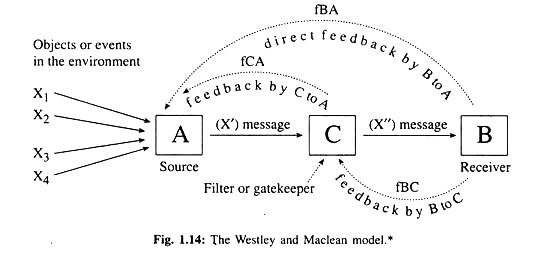 fBA
direct feedback by B to A
Objects or events
in the environment
fCA
feedback by C to A
X1
X2
X3
X4
A
(X′) message
C
(X″) message
B
Source
Receiver
Filter or gatekeeper
fBC
feedback by B to C
Fig. 1.14: The Westley and Maclean model.*